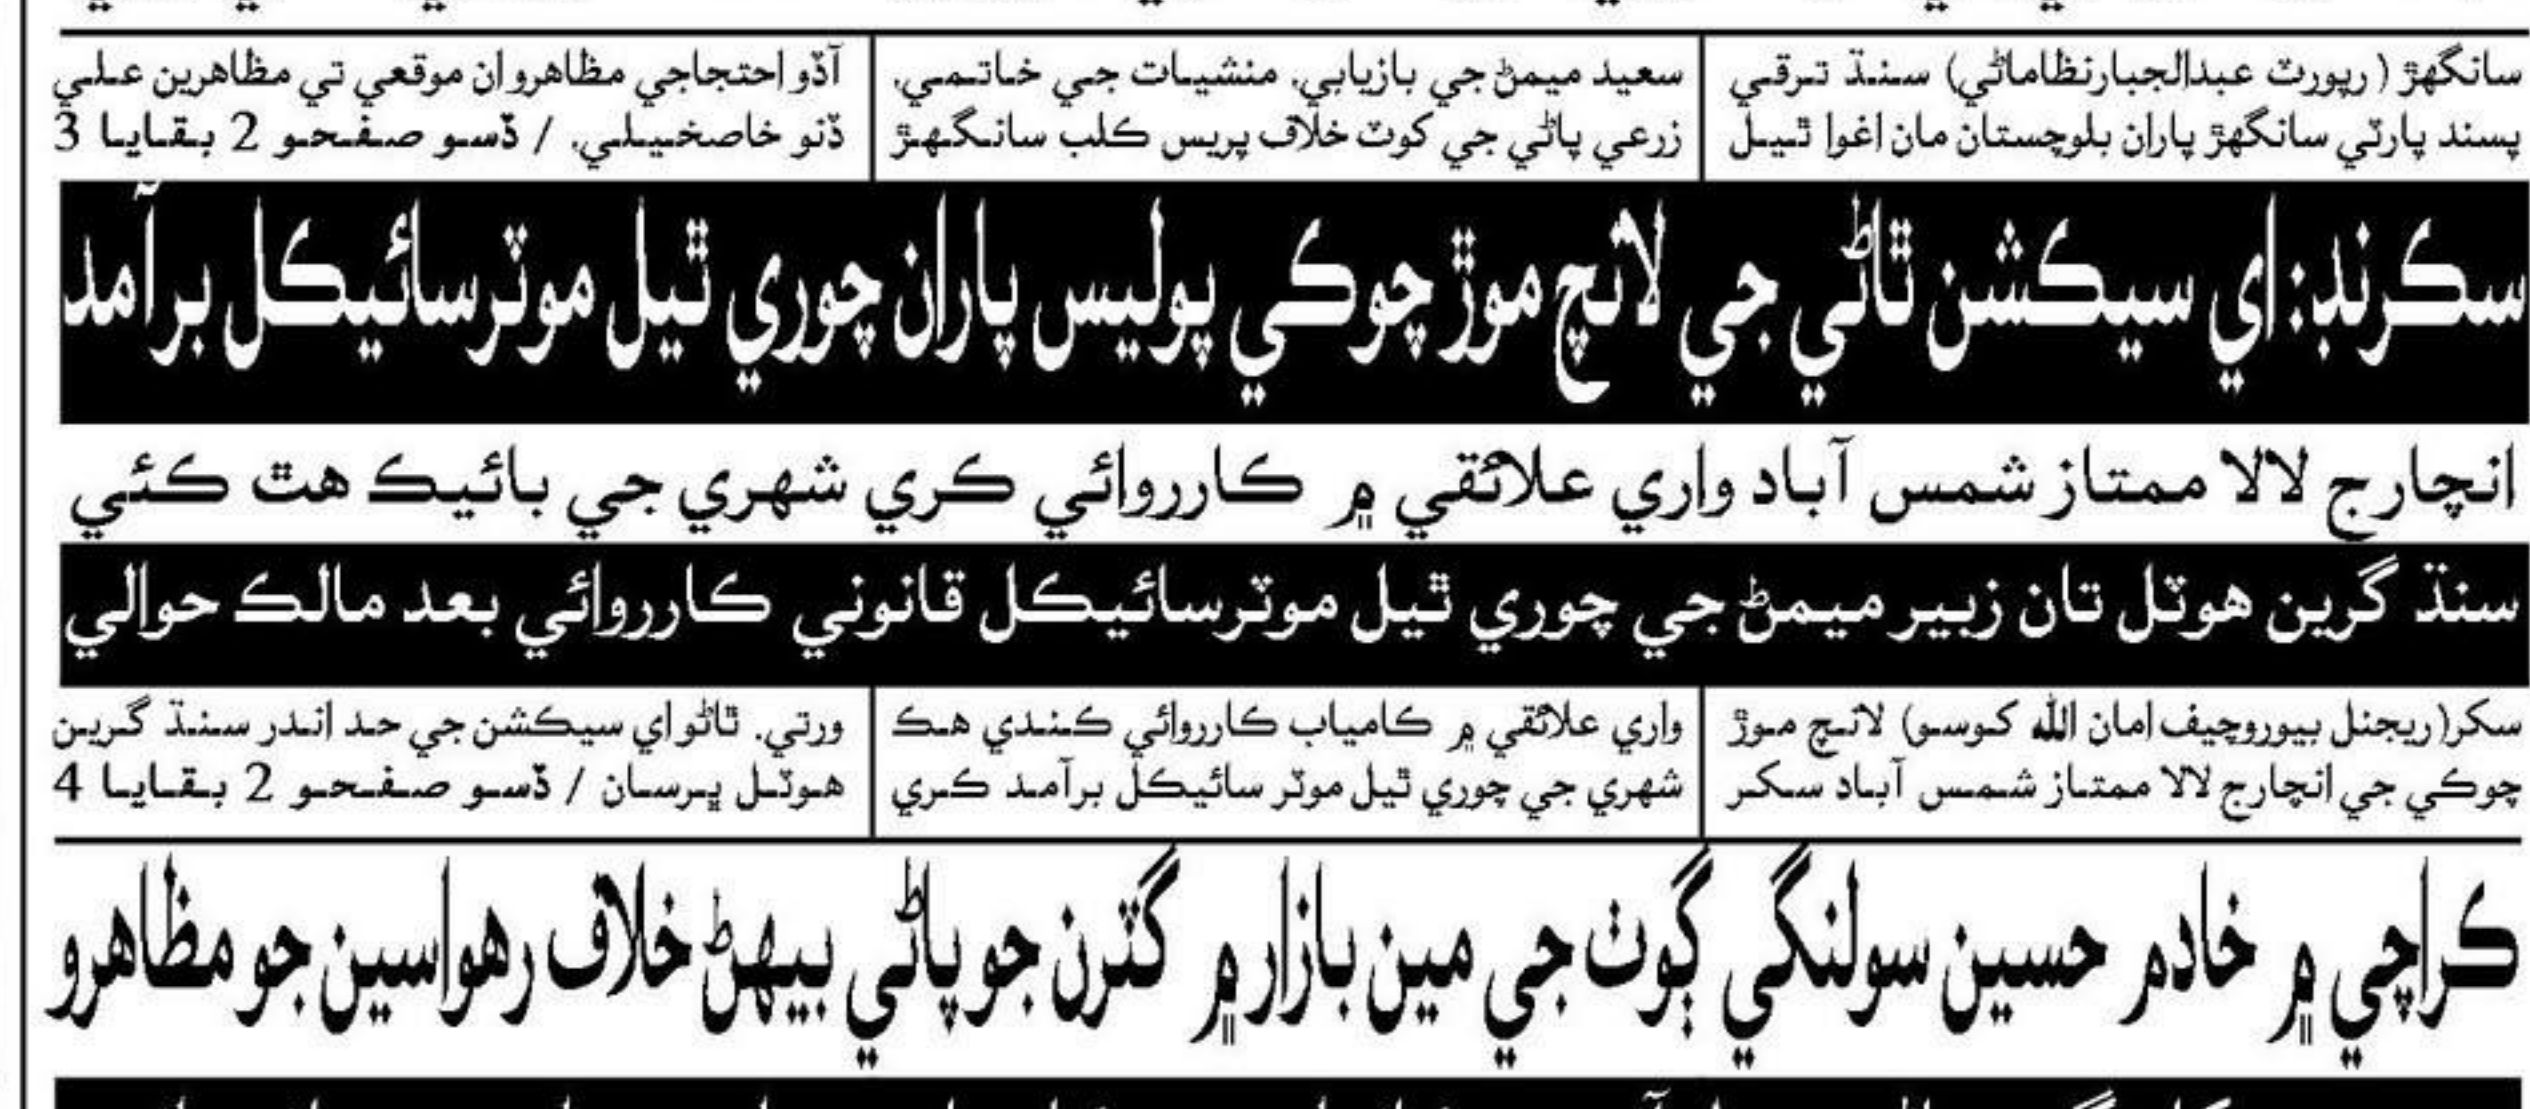 سانگهڙ (رپورٽ عبدالجبارنظاماڻي) سنڌ ترقي
پسند پارٽي سانگهڙ پاران بلوچستان مان اغوا ٿيل
سعيد ميمڻ جي بازيابي، منشيات جي خاتمي،
زرعي پاڻي جي کوٽ خلاف پريس ڪلب سانگهڙ
آڏو احتجاجي مظاهرو ان موقعي تي مظاهرين علي
ڏنو خاصخيلي، / ڏسو صفحو 2 بقايا 3
سڪرنڊ: اي سيڪشن ٿاڻي جي لانچ موڙ چوڪي پوليس پاران چوري ٿيل موٽرسائيڪل برآمد
انچارج لالا ممتاز شمس آباد واري علائقي ۾ ڪارروائي ڪري شهري جي بائيڪ هٿ ڪئي
سنڌ گرين هوٽل تان زبير ميمڻ جي چوري ٿيل موٽرسائيڪل قانوني ڪارروائي بعد مالڪ حوالي
سکر(ريجنل بيوروچيف امان الله کوسو) لانچ موڙ
چوڪي جي انچارج لالا ممتاز شمس آباد سکر
واري علائقي ۾ ڪامياب ڪارروائي ڪندي هڪ
شهري جي چوري ٿيل موٽر سائيڪل برآمد ڪري
ورتي. ٿاڻو اي سيڪشن جي حد اندر سنڌ گرين
هوٽل ڀرسان / ڏسو صفحو 2 بقايا 4
ڪراچي ۾ خادم حسين سولنگي ڳوٺ جي مين بازار ۾ گٽرن جو پاڻي بيهڻ خلاف رهواسين جو مظاهرو